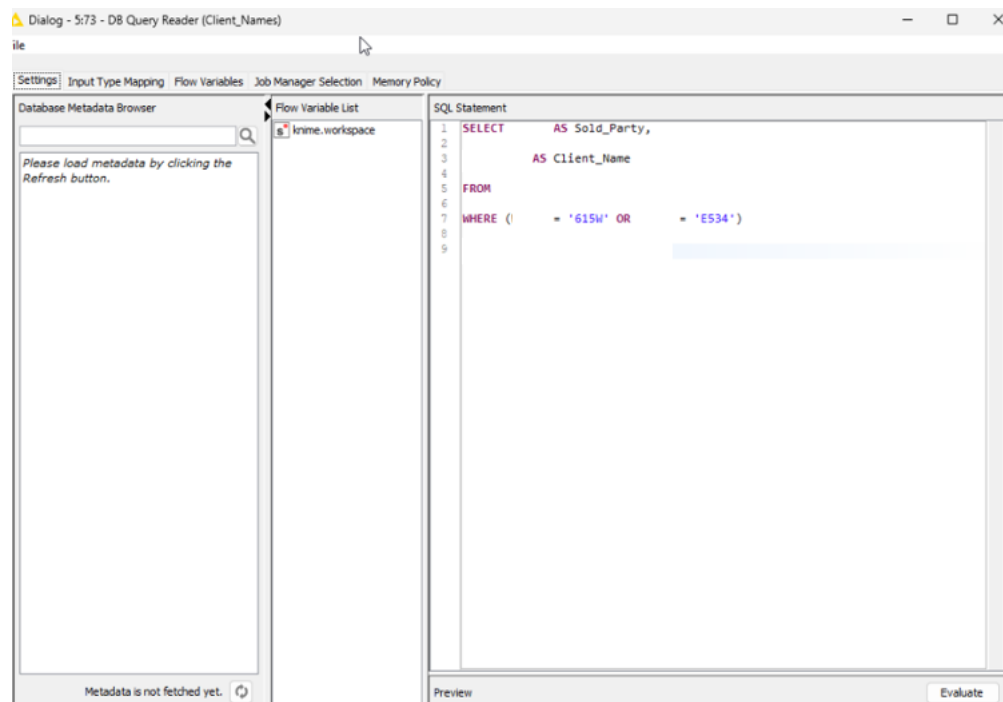 Dialog - 5:73 - DB Query Reader (Client_Names)
ile
Settings Input Type Mapping Flow Variables Job Manager Selection Memory Policy
Database Metadata Browser
Please load metadata by clicking the
Refresh button.
Metadata is not fetched yet.
Flow Variable List
s knime.workspace
SQL Statement
1 SELECT AS Sold_Party,
2
3 AS Client_Name
4
5 FROM
6
7 WHERE ( = '615W' OR = 'E534')
8
9
Preview
Evaluate